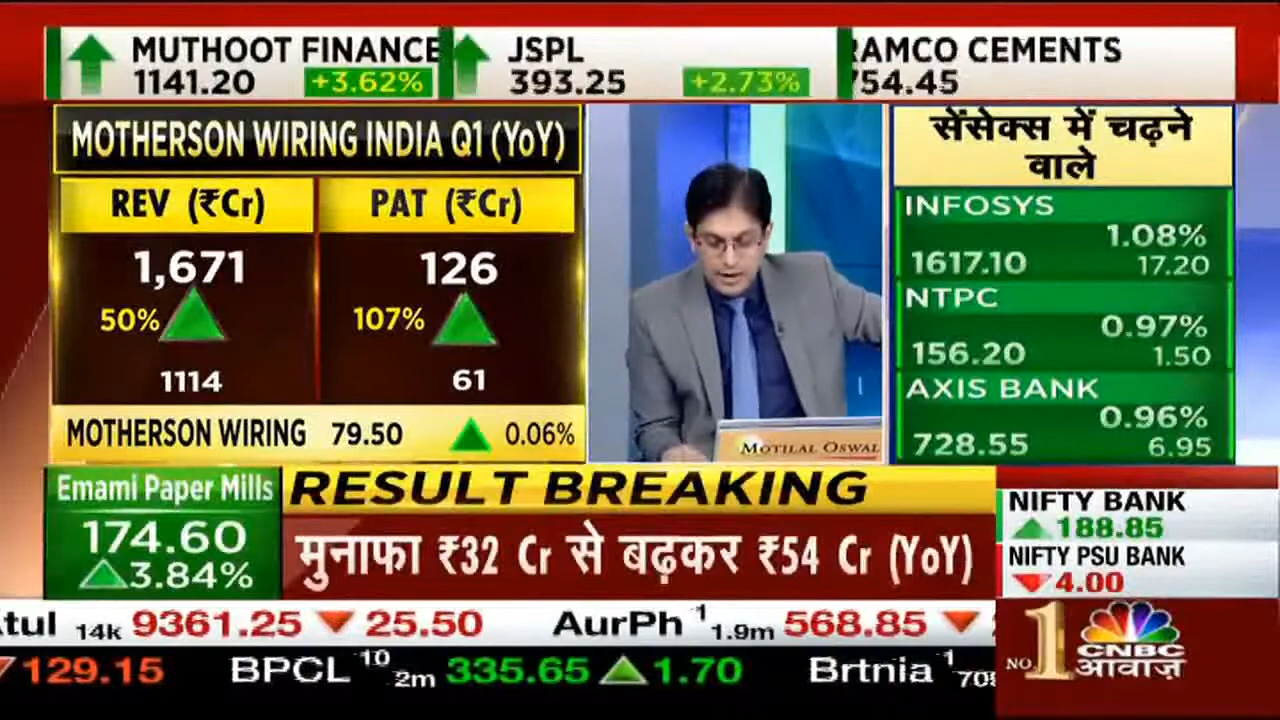 MUTHOOT FINANCE
1141.20 +3.62%
JSPL
393.25 +2.73%
RAMCO CEMENTS
754.45
MOTHERSON WIRING INDIA Q1 (YoY)
REV (₹Cr) PAT (₹Cr)
1,671 126
50% 107%
1114 61
MOTHERSON WIRING 79.50 0.06%
MOTILAL OSWAL
सेंसेक्स में चढ़ने
वाले
INFOSYS
1.08%
1617.10 17.20
NTPC
0.97%
156.20 1.50
AXIS BANK
0.96%
728.55 6.95
Emami Paper Mills
174.60
3.84%
RESULT BREAKING
मुनाफा ₹32 Cr से बढ़कर ₹54 Cr (YoY)
NIFTY BANK
188.85
NIFTY PSU BANK
4.00
tul 14k 9361.25 25.50 AurPh 1 1.9m 568.85
129.15 BPCL 10 2m 335.65 1.70 Brtnia 1 70
NO. 1
CNBC
आवाज़